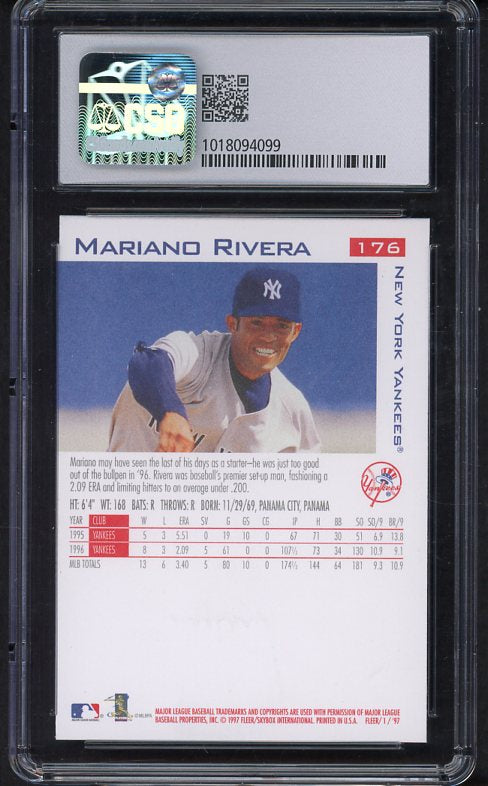 CSG
1018094099
MARIANO RIVERA 176
NEW YORK YANKEES®
NY
Mariano may have seen the last of his days as a starter—he was just too good
out of the bullpen in '96. Rivera was baseball's premier set-up man, fashioning a
2.09 ERA and limiting hitters to an average under .200.
HT: 6'4" WT: 168 BATS: R THROWS: R BORN: 11/29/69, PANAMA CITY, PANAMA
YEAR CLUB W L ERA SV G GS CG IP H BB SO SO/9 BR/9
1995 YANKEES 5 3 5.51 0 19 10 0 67 71 30 51 6.9 13.8
1996 YANKEES 8 3 2.09 5 61 0 0 107⅔ 73 34 130 10.9 9.1
MLB TOTALS 13 6 3.40 5 80 10 0 174⅔ 144 64 181 9.3 10.9
Yankees
MAJOR LEAGUE BASEBALL TRADEMARKS AND COPYRIGHTS ARE USED WITH PERMISSION OF MAJOR LEAGUE
BASEBALL PROPERTIES, INC. © 1997 FLEER/SKYBOX INTERNATIONAL. PRINTED IN U.S.A. FLEER/1/'97
© MLBPA